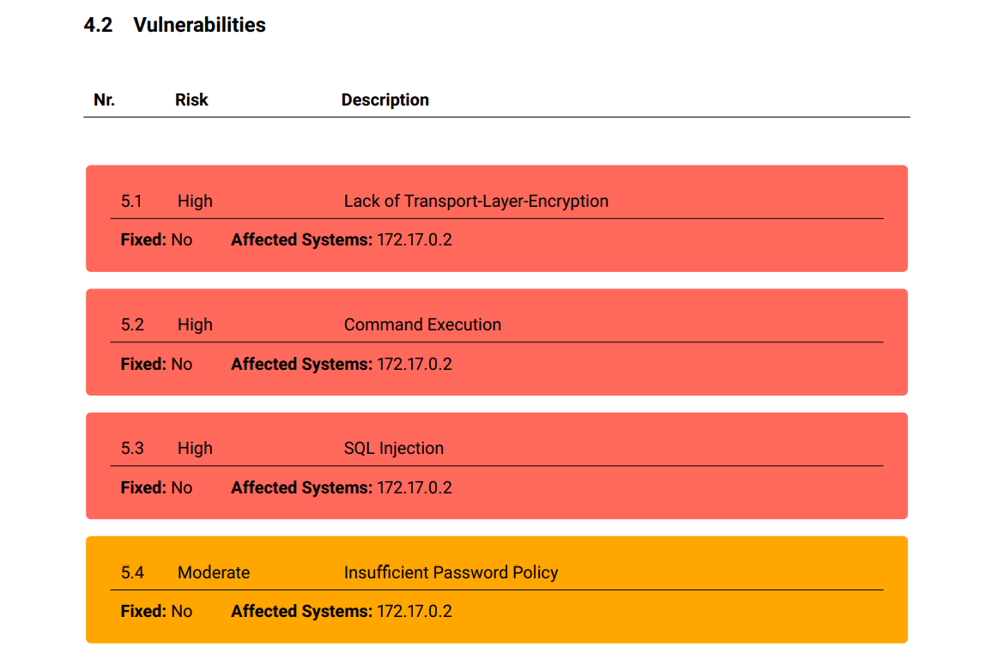 4.2 Vulnerabilities
Nr. Risk Description
5.1 High Lack of Transport-Layer-Encryption
Fixed: No Affected Systems: 172.17.0.2
5.2 High Command Execution
Fixed: No Affected Systems: 172.17.0.2
5.3 High SQL Injection
Fixed: No Affected Systems: 172.17.0.2
5.4 Moderate Insufficient Password Policy
Fixed: No Affected Systems: 172.17.0.2